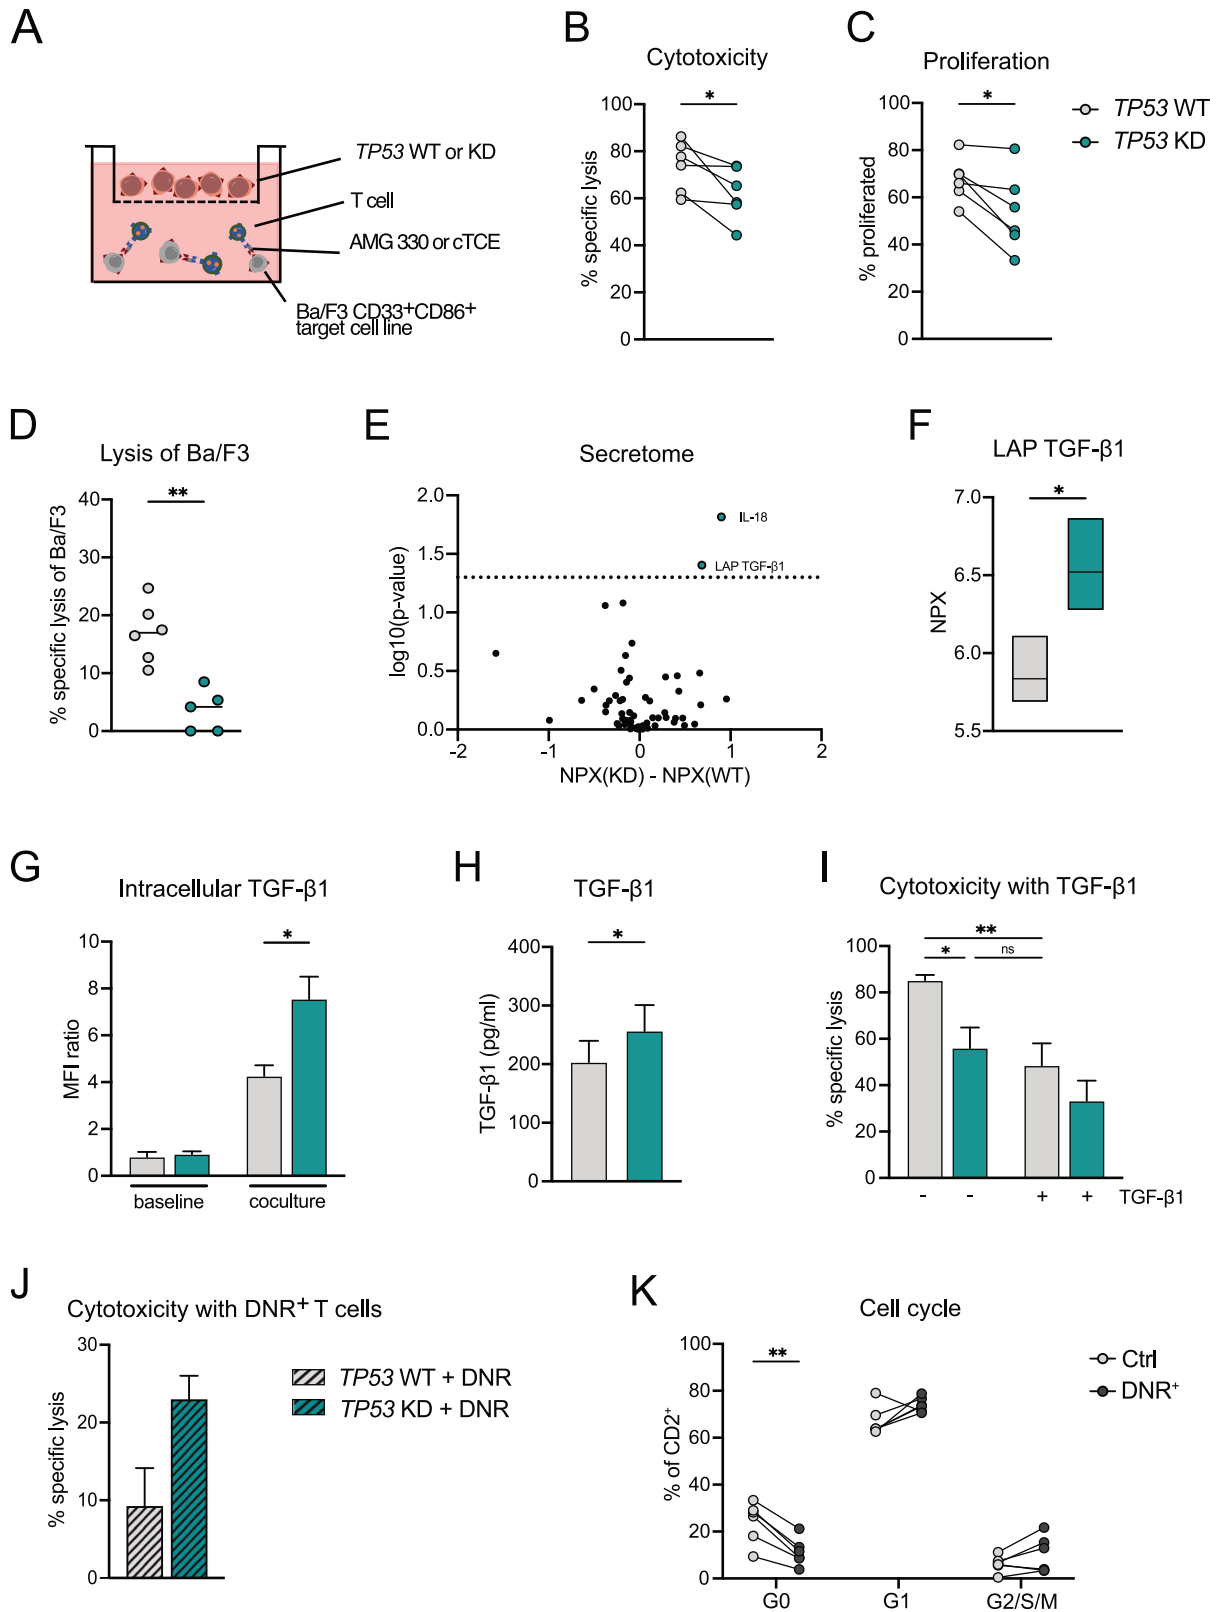 A
TP53 WT or KD
T cell
AMG 330 or cTCE
Ba/F3 CD33+CD86+
target cell line
B
Cytotoxicity
*
% specific lysis
100
80
60
40
20
0
C
Proliferation
*
% proliferated
100
80
60
40
20
0
TP53 WT
TP53 KD
D
Lysis of Ba/F3
**
% specific lysis of Ba/F3
40
30
20
10
0
E
Secretome
log10(p-value)
2.0
1.5
1.0
0.5
0.0
IL-18
LAP TGF-β1
-2
-1
0
1
2
NPX(KD) - NPX(WT)
F
LAP TGF-β1
*
NPX
7.0
6.5
6.0
5.5
G
Intracellular TGF-β1
*
MFI ratio
10
8
6
4
2
0
baseline
coculture
H
TGF-β1
*
TGF-β1 (pg/ml)
400
300
200
100
0
I
Cytotoxicity with TGF-β1
**
*
ns
% specific lysis
100
80
60
40
20
0
- - + + TGF-β1
J
Cytotoxicity with DNR+ T cells
% specific lysis
30
20
10
0
TP53 WT + DNR
TP53 KD + DNR
K
Cell cycle
**
% of CD2+
100
80
60
40
20
0
G0
G1
G2/S/M
Ctrl
DNR+